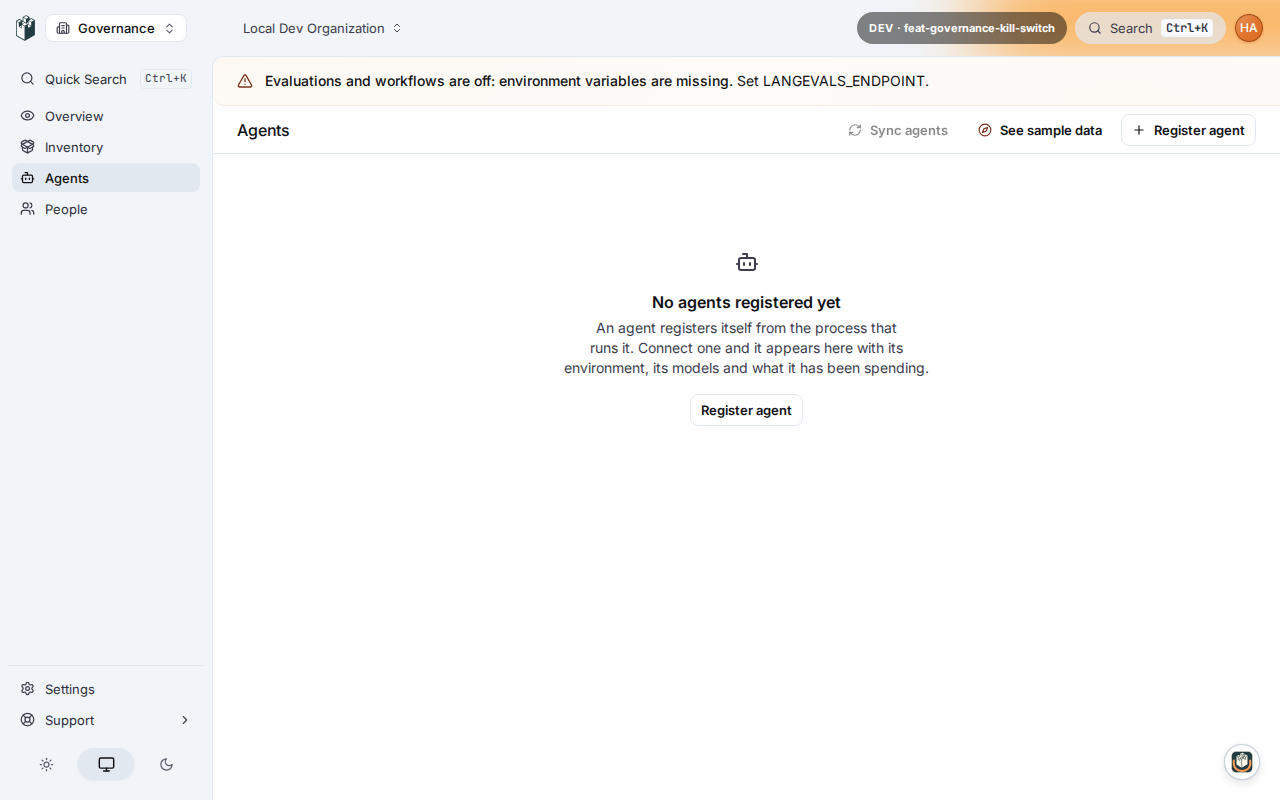 Governance
Local Dev Organization
DEV · feat-governance-kill-switch
Search Ctrl+K
HA
Quick Search Ctrl+K
Overview
Inventory
Agents
People
Settings
Support
Evaluations and workflows are off: environment variables are missing. Set LANGEVALS_ENDPOINT.
Agents
Sync agents
See sample data
Register agent
No agents registered yet
An agent registers itself from the process that
runs it. Connect one and it appears here with its
environment, its models and what it has been spending.
Register agent